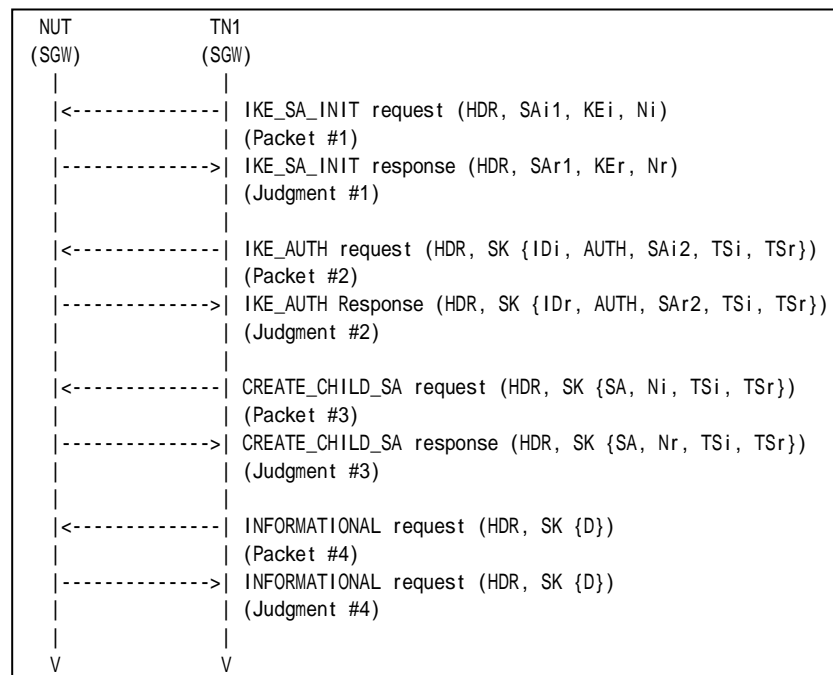 NUT TN1
(SGW) (SGW)
| |
|<--------------| IKE_SA_INIT request (HDR, SAi1, KEi, Ni)
| | (Packet #1)
|-------------->| IKE_SA_INIT response (HDR, SAr1, KEr, Nr)
| | (Judgment #1)
| |
|<--------------| IKE_AUTH request (HDR, SK {IDi, AUTH, SAi2, TSi, TSr})
| | (Packet #2)
|-------------->| IKE_AUTH Response (HDR, SK {IDr, AUTH, SAr2, TSi, TSr})
| | (Judgment #2)
| |
|<--------------| CREATE_CHILD_SA request (HDR, SK {SA, Ni, TSi, TSr})
| | (Packet #3)
|-------------->| CREATE_CHILD_SA response (HDR, SK {SA, Nr, TSi, TSr})
| | (Judgment #3)
| |
|<--------------| INFORMATIONAL request (HDR, SK {D})
| | (Packet #4)
|-------------->| INFORMATIONAL request (HDR, SK {D})
| | (Judgment #4)
| |
V V